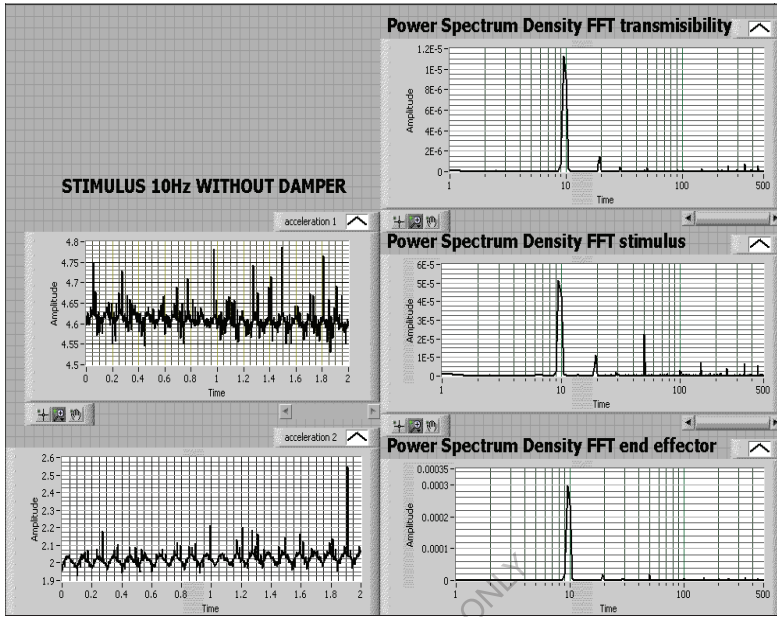 Power Spectrum Density FFT transmisibility
1.2E-5
1E-5
8E-6
6E-6
4E-6
2E-6
0
Amplitude
1 10 100 500
Time
STIMULUS 10Hz WITHOUT DAMPER
acceleration 1
4.8
4.75
4.7
4.65
4.6
4.55
4.5
Amplitude
0 0.2 0.4 0.6 0.8 1 1.2 1.4 1.6 1.8 2
Time
Power Spectrum Density FFT stimulus
6E-5
5E-5
4E-5
3E-5
2E-5
1E-5
0
Amplitude
1 10 100 500
Time
acceleration 2
2.6
2.5
2.4
2.3
2.2
2.1
2
1.9
Amplitude
0 0.2 0.4 0.6 0.8 1 1.2 1.4 1.6 1.8 2
Time
Power Spectrum Density FFT end effector
0.00035
0.0003
0.0002
0.0001
0
Amplitude
1 10 100 500
Time
ONLY